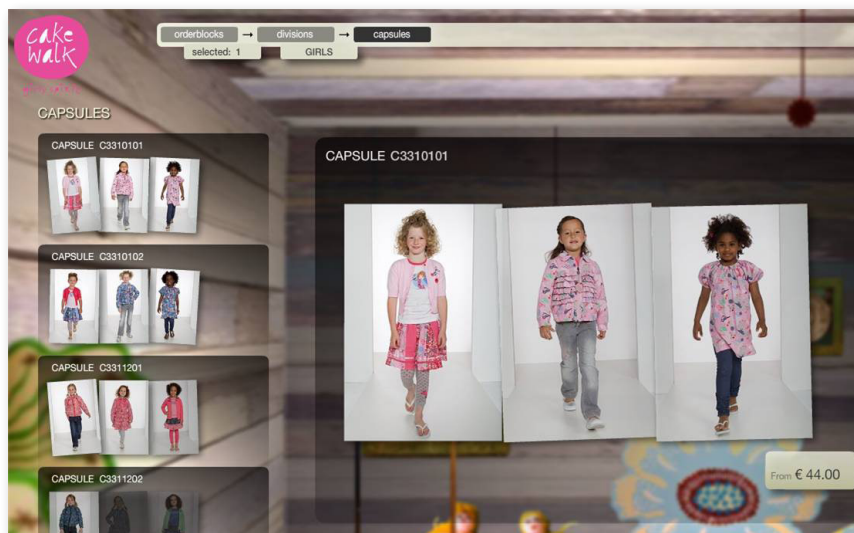 cake
walk
orderblocks → divisions → capsules
selected: 1 GIRLS
CAPSULES
CAPSULE C3310101
CAPSULE C3310102
CAPSULE C3311201
CAPSULE C3311202
CAPSULE C3310101
From € 44.00